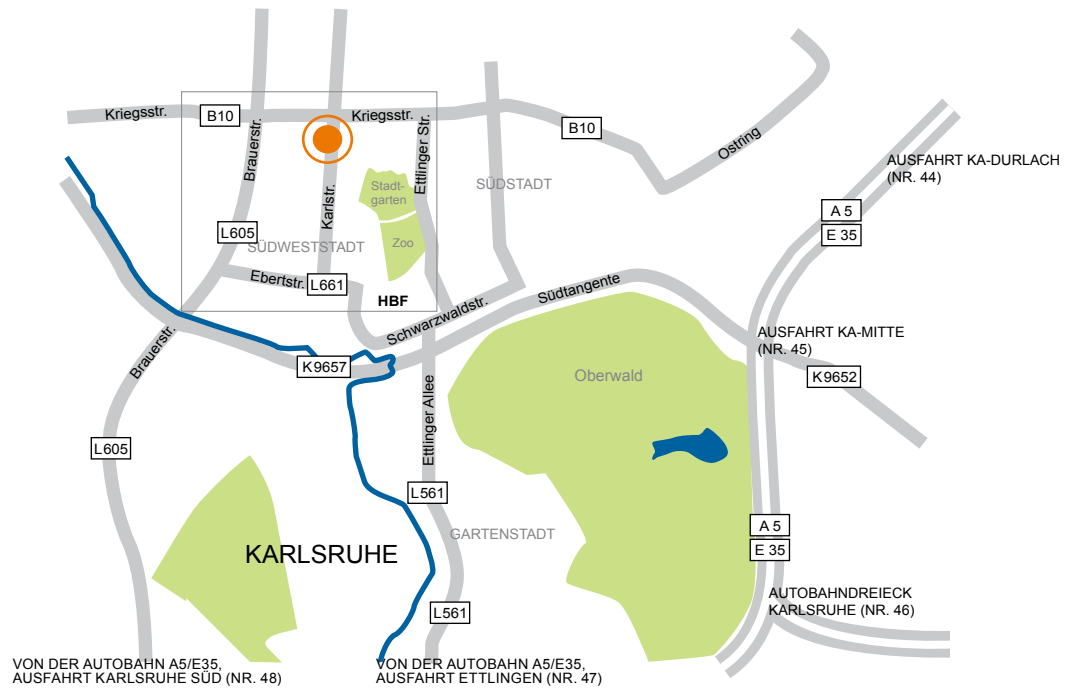 Kriegsstr.
B10
Kriegsstr.
B10
Ostring
Brauerstr.
Ettlinger Str.
AUSFAHRT KA-DURLACH
(NR. 44)
Karlstr.
Stadt-
garten
SÜDSTADT
A 5
E 35
L605
SÜDWESTSTADT
Zoo
Ebertstr.
L661
HBF
Südtangente
Schwarzwaldstr.
Brauerstr.
AUSFAHRT KA-MITTE
(NR. 45)
K9657
Oberwald
K9652
Ettlinger Allee
L605
L561
A 5
GARTENSTADT
E 35
KARLSRUHE
AUTOBAHNDREIECK
KARLSRUHE (NR. 46)
L561
VON DER AUTOBAHN A5/E35,
AUSFAHRT KARLSRUHE SÜD (NR. 48)
VON DER AUTOBAHN A5/E35,
AUSFAHRT ETTLINGEN (NR. 47)